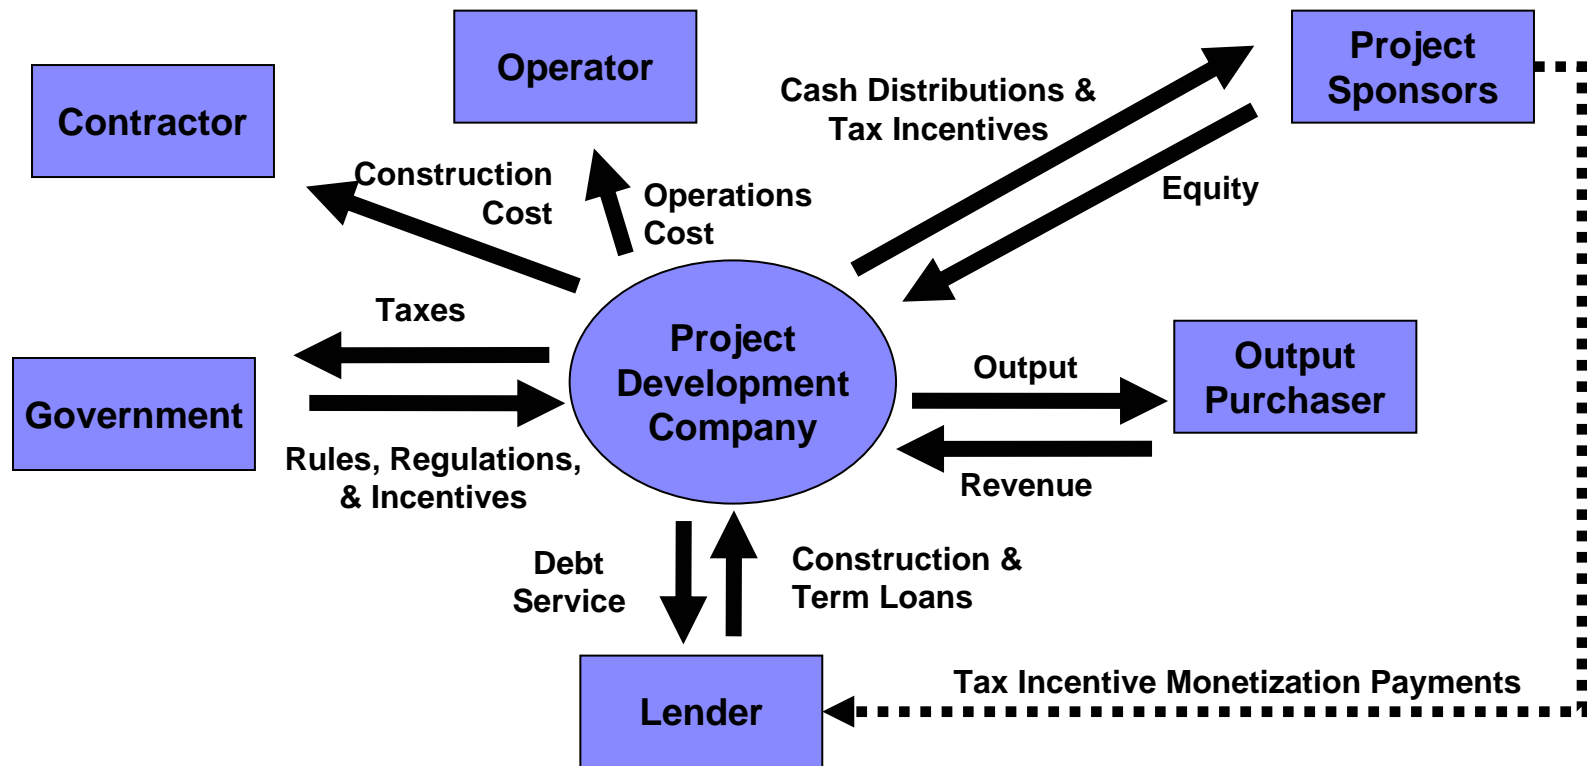 Operator
Project
Sponsors
Contractor
Cash Distributions &
Tax Incentives
Construction
Cost
Operations
Cost
Equity
Taxes
Project
Development
Company
Output
Output
Purchaser
Government
Rules, Regulations,
& Incentives
Revenue
Debt
Service
Construction &
Term Loans
Tax Incentive Monetization Payments
Lender